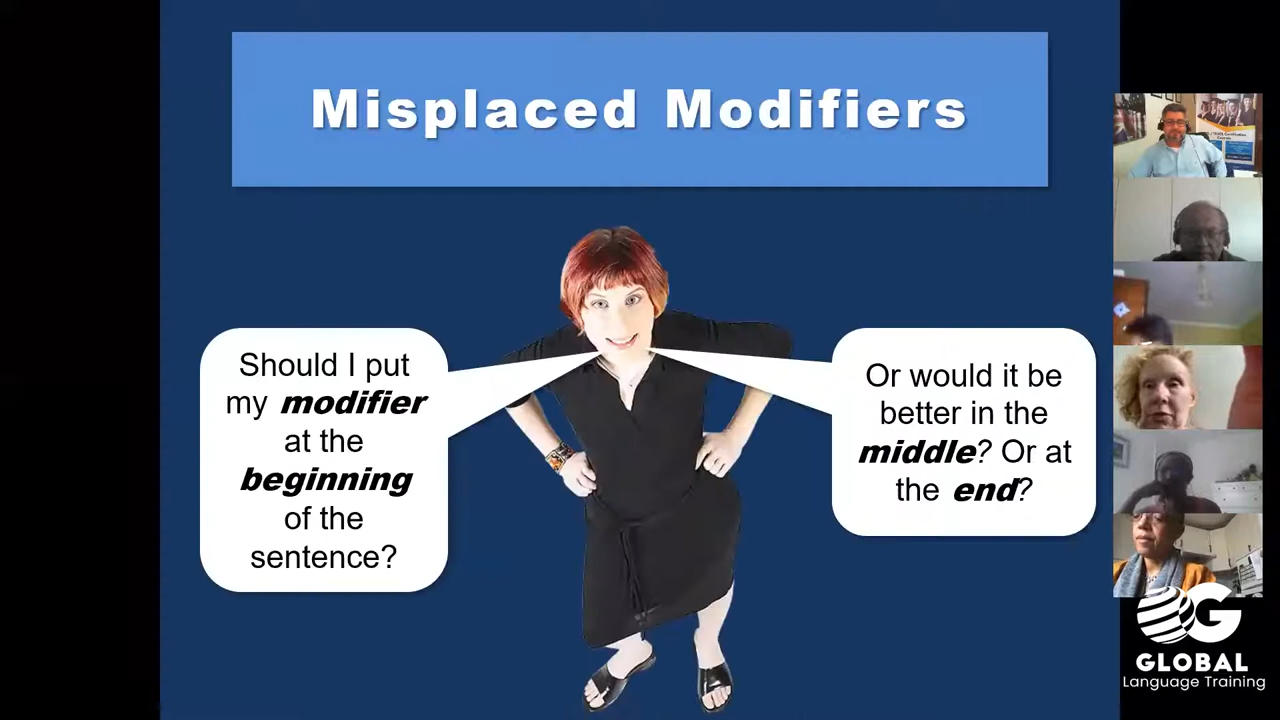 Misplaced Modifiers
Should I put
my modifier
at the
beginning
of the
sentence?
Or would it be
better in the
middle? Or at
the end?
GLOBAL
Language Training